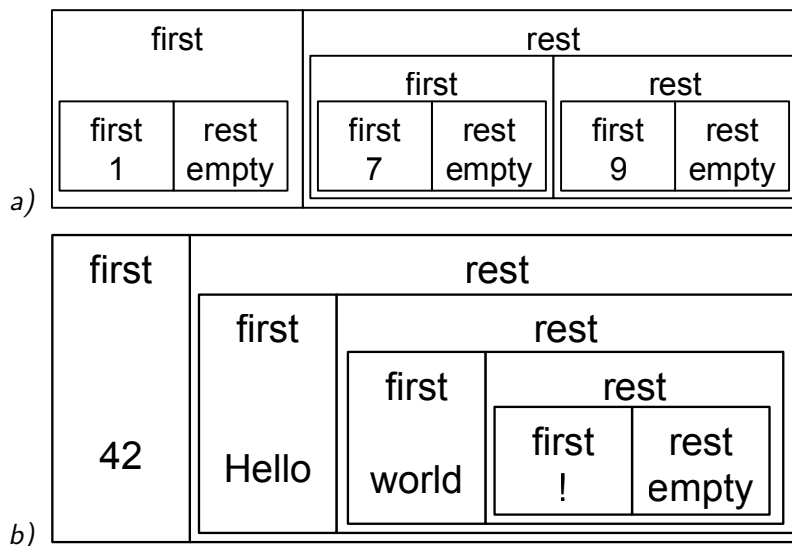 first rest
first rest
first rest first rest first rest
1 empty 7 empty 9 empty
a)
first rest
first rest
first rest
first rest
42 Hello world ! empty
b)